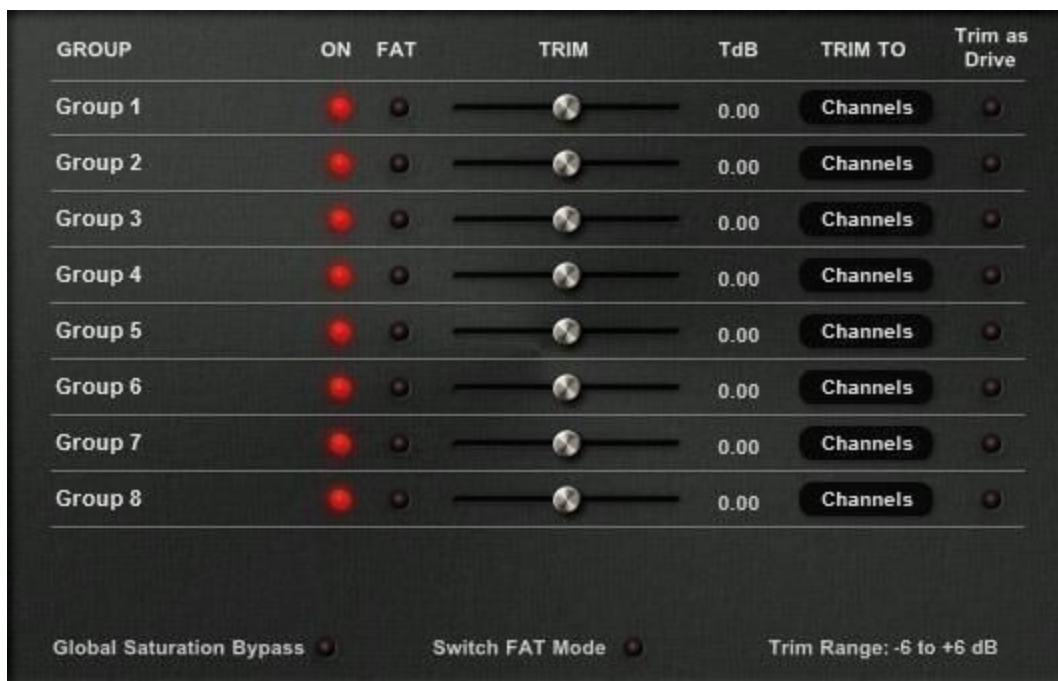 GROUP ON FAT TRIM TdB TRIM TO Trim as Drive
Group 1 0.00 Channels
Group 2 0.00 Channels
Group 3 0.00 Channels
Group 4 0.00 Channels
Group 5 0.00 Channels
Group 6 0.00 Channels
Group 7 0.00 Channels
Group 8 0.00 Channels
Global Saturation Bypass Switch FAT Mode Trim Range: -6 to +6 dB